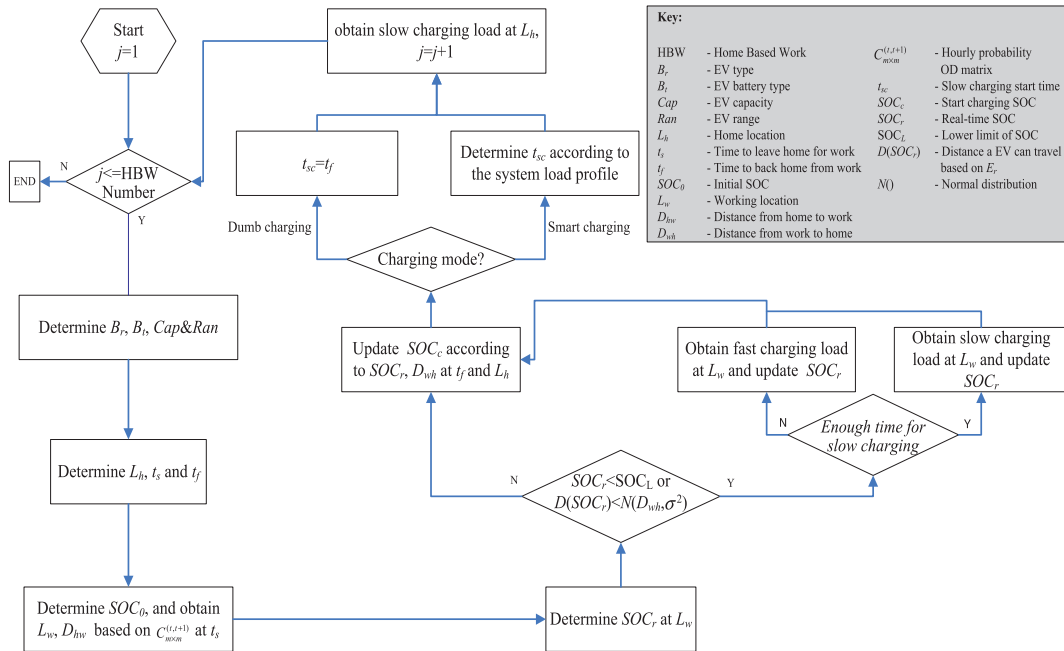 Start
j=1
obtain slow charging load at L_h,
j=j+1
Key:
HBW - Home Based Work
B_r - EV type
B_t - EV battery type
Cap - EV capacity
Ran - EV range
L_h - Home location
t_s - Time to leave home for work
t_f - Time to back home from work
SOC_0 - Initial SOC
L_w - Working location
D_hw - Distance from home to work
D_wh - Distance from work to home
C_{m×m}^{(t,t+1)} - Hourly probability
OD matrix
t_sc - Slow charging start time
SOC_c - Start charging SOC
SOC_r - Real-time SOC
SOC_L - Lower limit of SOC
D(SOC_r) - Distance a EV can travel
based on E_r
N() - Normal distribution
END
N
j<=HBW
Number
Y
t_sc=t_f
Determine t_sc according to
the system load profile
Dumb charging
Smart charging
Charging mode?
Determine B_r, B_t, Cap&Ran
Update SOC_c according
to SOC_r, D_wh at t_f and L_h
Obtain fast charging load
at L_w and update SOC_r
Obtain slow charging
load at L_w and update
SOC_r
N
Enough time for
slow charging
Y
Determine L_h, t_s and t_f
N
SOC_r<SOC_L or
D(SOC_r)<N(D_wh,σ²)
Y
Determine SOC_0, and obtain
L_w, D_hw based on C_{m×m}^{(t,t+1)} at t_s
Determine SOC_r at L_w